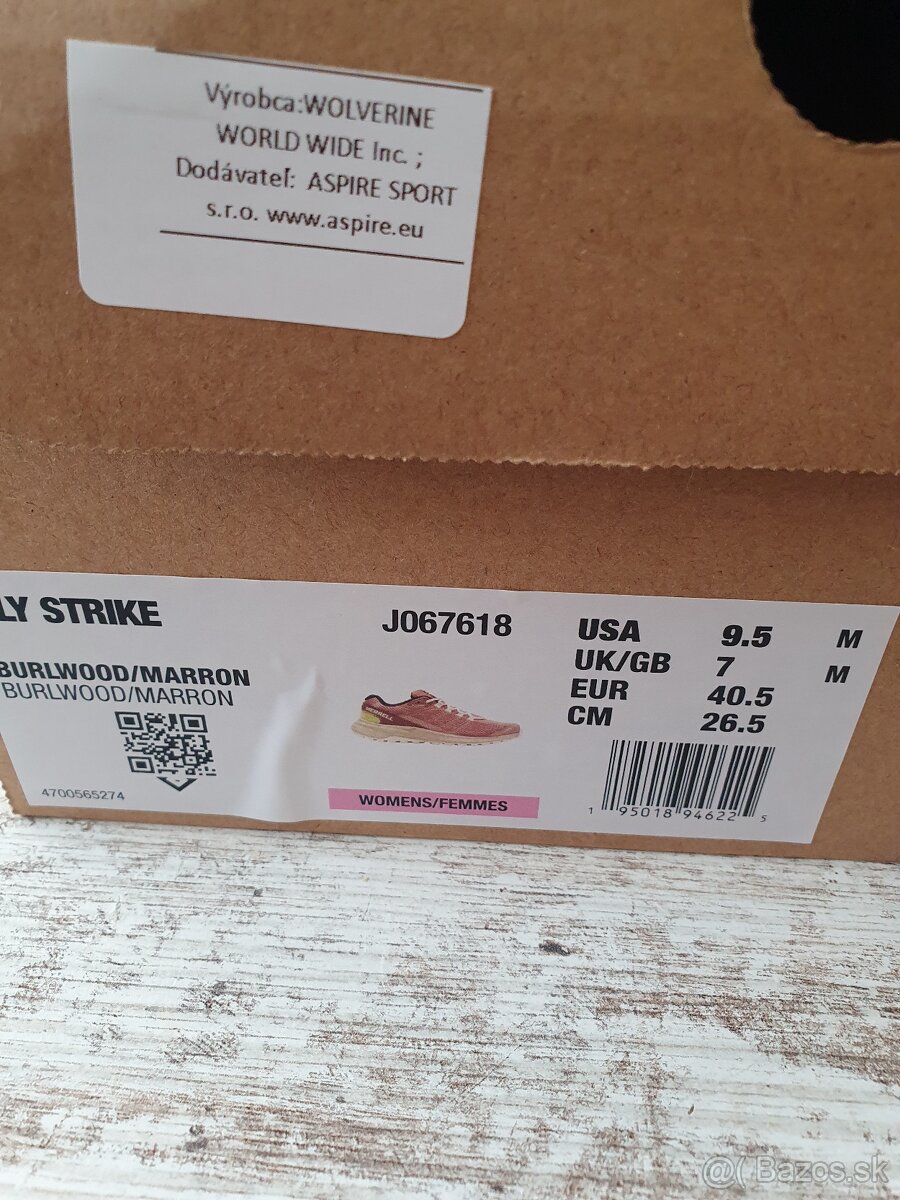 Výrobca:WOLVERINE
WORLD WIDE Inc. ;
Dodávateľ: ASPIRE SPORT
s.r.o. www.aspire.eu
LY STRIKE
J067618
BURLWOOD/MARRON
BURLWOOD/MARRON
4700565274
MERRELL
WOMENS/FEMMES
USA 9.5 M
UK/GB 7 M
EUR 40.5
CM 26.5
1 95018 94622 5
@( Bazos.sk